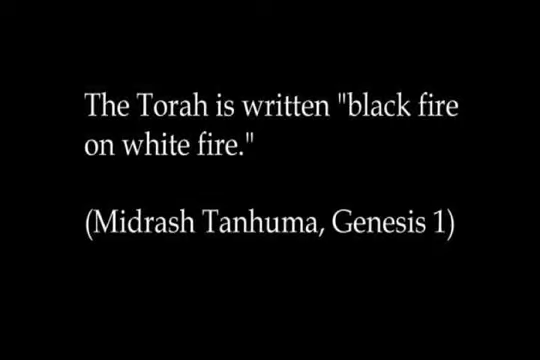 The Torah is written "black fire
on white fire."
(Midrash Tanhuma, Genesis 1)